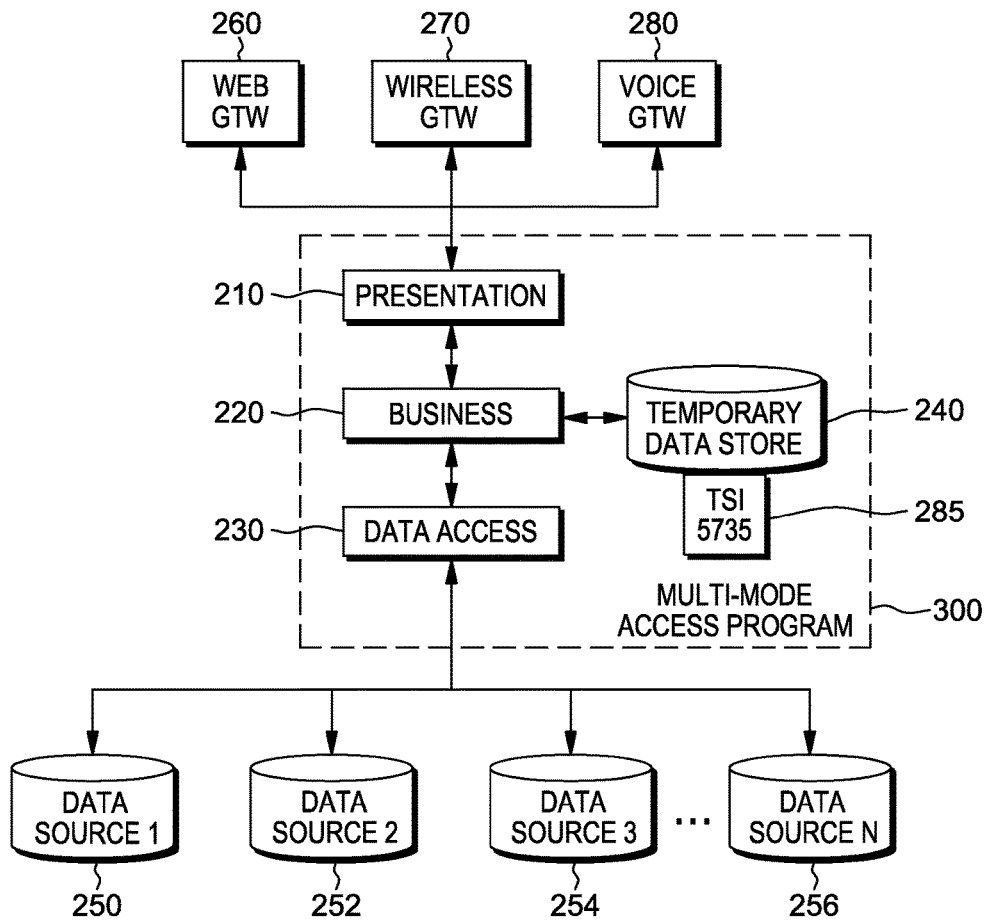 260
270
280
WEB
GTW
WIRELESS
GTW
VOICE
GTW
210
PRESENTATION
220
BUSINESS
TEMPORARY
DATA STORE
240
230
DATA ACCESS
TSI
5735
285
MULTI-MODE
ACCESS PROGRAM
300
DATA
SOURCE 1
DATA
SOURCE 2
DATA
SOURCE 3
...
DATA
SOURCE N
250
252
254
256